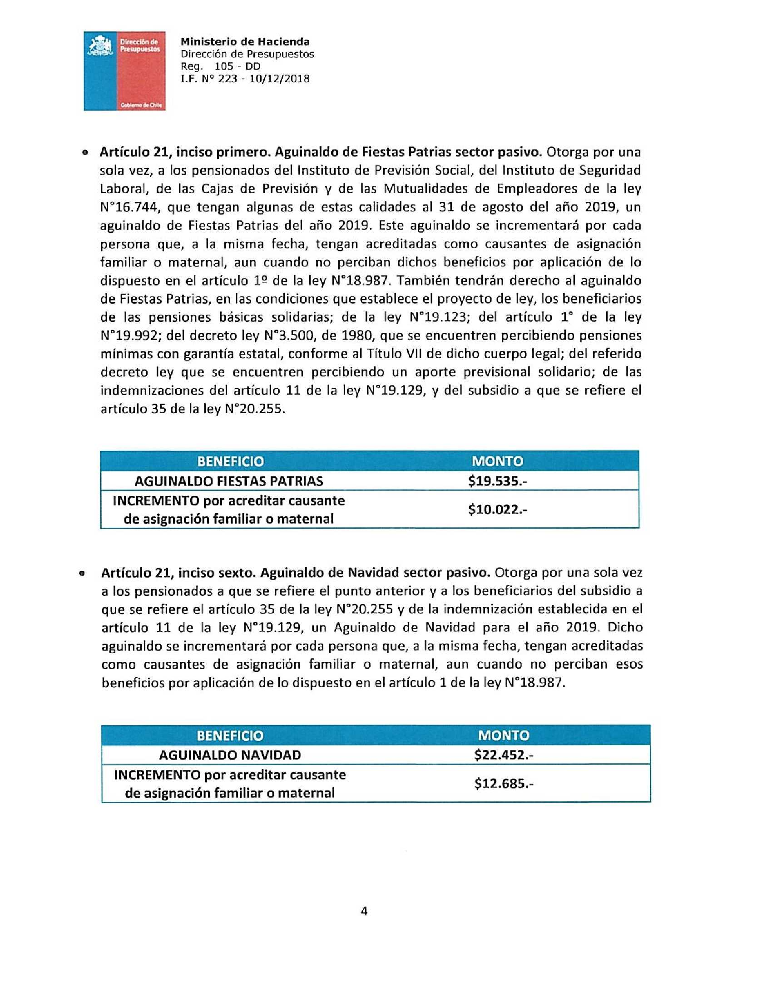 Dirección de
Presupuestos
Gobierno de Chile
Ministerio de Hacienda
Dirección de Presupuestos
Reg. 105 - DD
I.F. Nº 223 - 10/12/2018
• Artículo 21, inciso primero. Aguinaldo de Fiestas Patrias sector pasivo. Otorga por una
sola vez, a los pensionados del Instituto de Previsión Social, del Instituto de Seguridad
Laboral, de las Cajas de Previsión y de las Mutualidades de Empleadores de la ley
N°16.744, que tengan algunas de estas calidades al 31 de agosto del año 2019, un
aguinaldo de Fiestas Patrias del año 2019. Este aguinaldo se incrementará por cada
persona que, a la misma fecha, tengan acreditadas como causantes de asignación
familiar o maternal, aun cuando no perciban dichos beneficios por aplicación de lo
dispuesto en el artículo 1º de la ley N°18.987. También tendrán derecho al aguinaldo
de Fiestas Patrias, en las condiciones que establece el proyecto de ley, los beneficiarios
de las pensiones básicas solidarias; de la ley N°19.123; del artículo 1° de la ley
N°19.992; del decreto ley N°3.500, de 1980, que se encuentren percibiendo pensiones
mínimas con garantía estatal, conforme al Título VII de dicho cuerpo legal; del referido
decreto ley que se encuentren percibiendo un aporte previsional solidario; de las
indemnizaciones del artículo 11 de la ley N°19.129, y del subsidio a que se refiere el
artículo 35 de la ley N°20.255.
BENEFICIO MONTO
AGUINALDO FIESTAS PATRIAS $19.535.-
INCREMENTO por acreditar causante
de asignación familiar o maternal $10.022.-
• Artículo 21, inciso sexto. Aguinaldo de Navidad sector pasivo. Otorga por una sola vez
a los pensionados a que se refiere el punto anterior y a los beneficiarios del subsidio a
que se refiere el artículo 35 de la ley N°20.255 y de la indemnización establecida en el
artículo 11 de la ley N°19.129, un Aguinaldo de Navidad para el año 2019. Dicho
aguinaldo se incrementará por cada persona que, a la misma fecha, tengan acreditadas
como causantes de asignación familiar o maternal, aun cuando no perciban esos
beneficios por aplicación de lo dispuesto en el artículo 1 de la ley N°18.987.
BENEFICIO MONTO
AGUINALDO NAVIDAD $22.452.-
INCREMENTO por acreditar causante
de asignación familiar o maternal $12.685.-
4